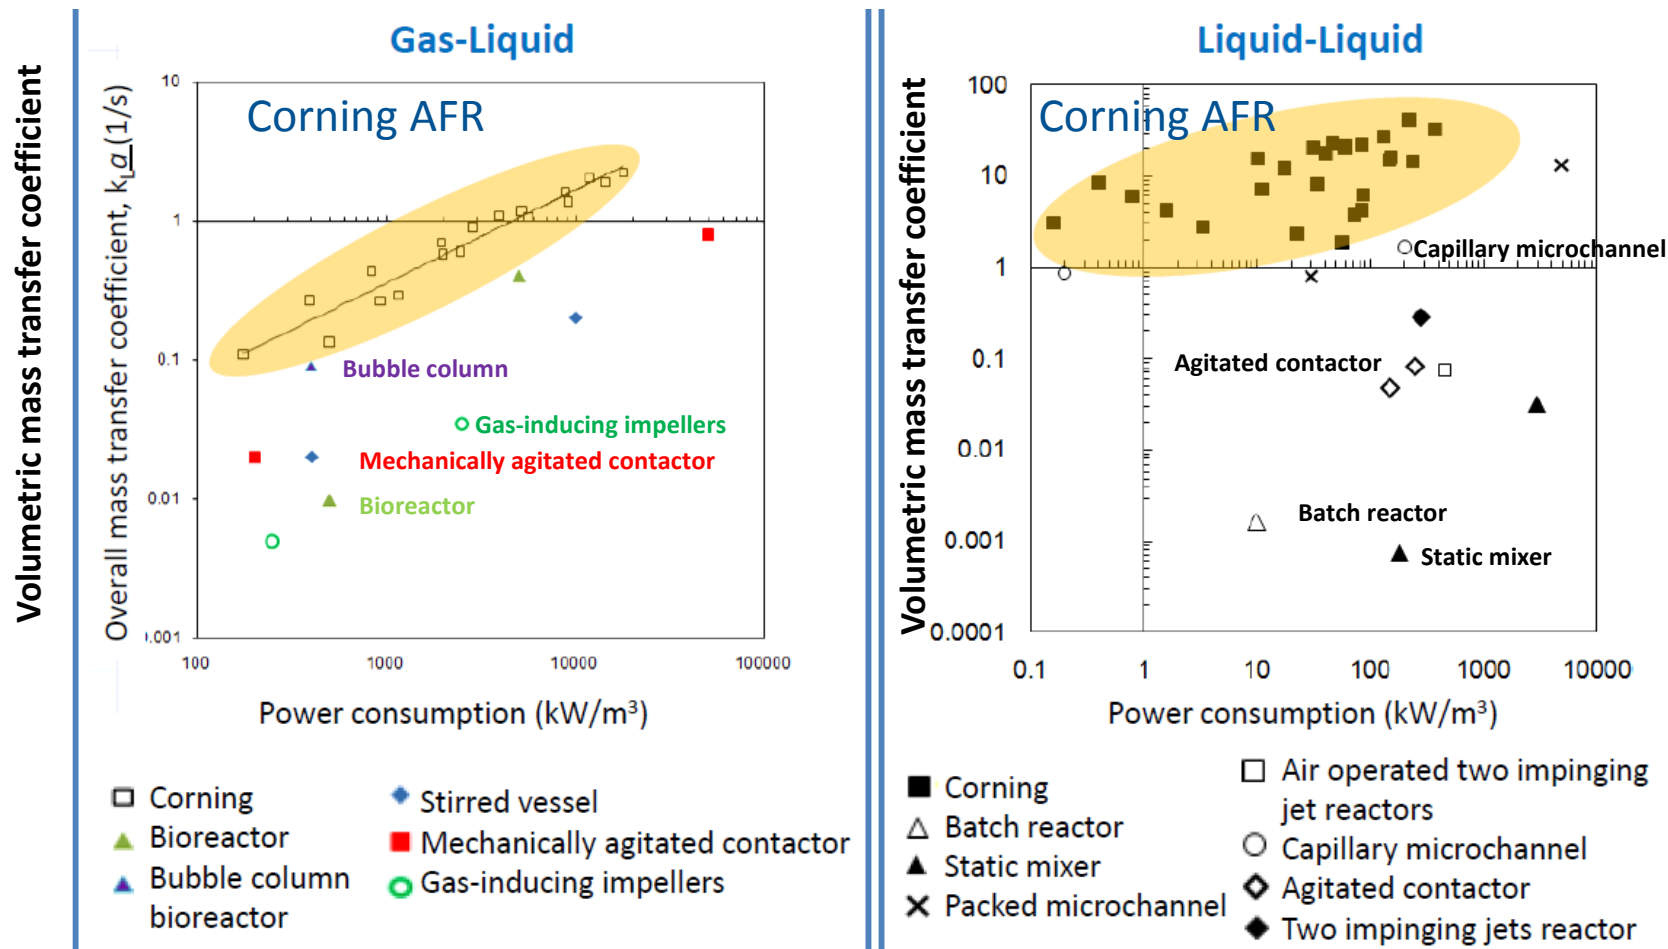 Gas-Liquid
Volumetric mass transfer coefficient
Overall mass transfer coefficient, kLa (1/s)
Corning AFR
10
1
0.1
0.01
.001
Bubble column
Gas-inducing impellers
Mechanically agitated contactor
Bioreactor
100
1000
10000
100000
Power consumption (kW/m³)
Corning
Bioreactor
Bubble column
bioreactor
Stirred vessel
Mechanically agitated contactor
Gas-inducing impellers
Liquid-Liquid
Volumetric mass transfer coefficient
Corning AFR
100
10
1
0.1
0.01
0.001
0.0001
Capillary microchannel
Agitated contactor
Batch reactor
Static mixer
0.1
1
10
100
1000
10000
Power consumption (kW/m³)
Corning
Batch reactor
Static mixer
Packed microchannel
Air operated two impinging
jet reactors
Capillary microchannel
Agitated contactor
Two impinging jets reactor